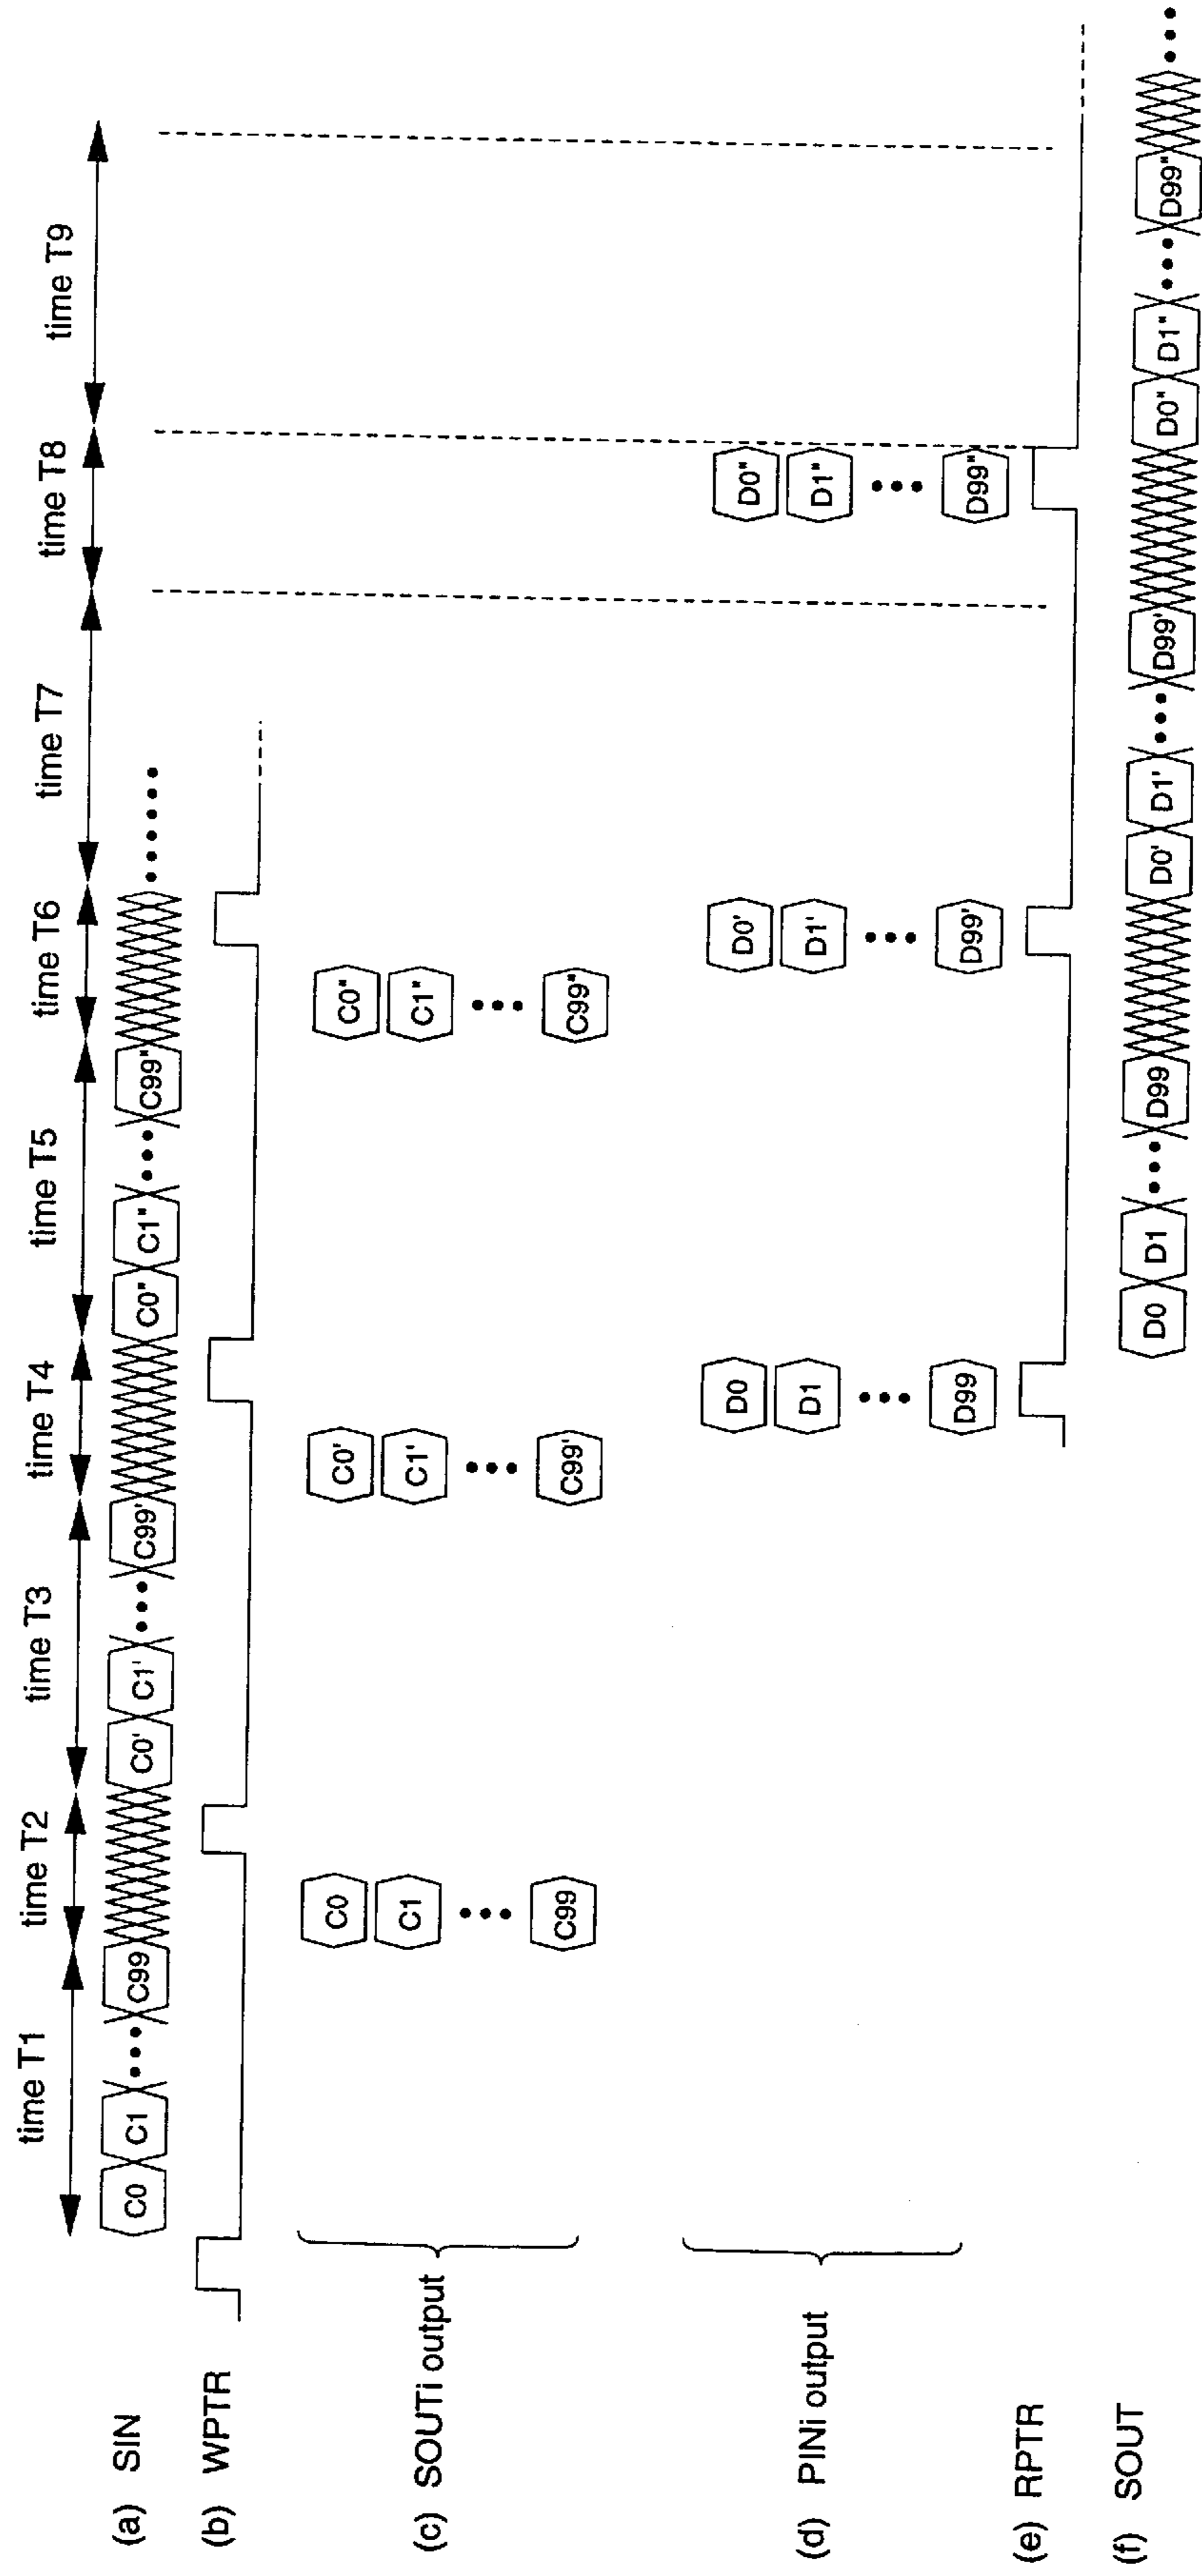 time T1 time T2 time T3 time T4 time T5 time T6 time T7 time T8 time T9
(a) SIN C0 C1 ••• C99 C0' C1' ••• C99' C0" C1" ••• C99" ••••••
(b) WPTR
(c) SOUTi output
C0 C0' C0"
C1 C1' C1"
••• ••• •••
C99 C99' C99"
(d) PINi output
D0 D0' D0"
D1 D1' D1"
••• ••• •••
D99 D99' D99"
(e) RPTR
(f) SOUT D0 D1 ••• D99 D0' D1' ••• D99' D0" D1" ••• D99" •••